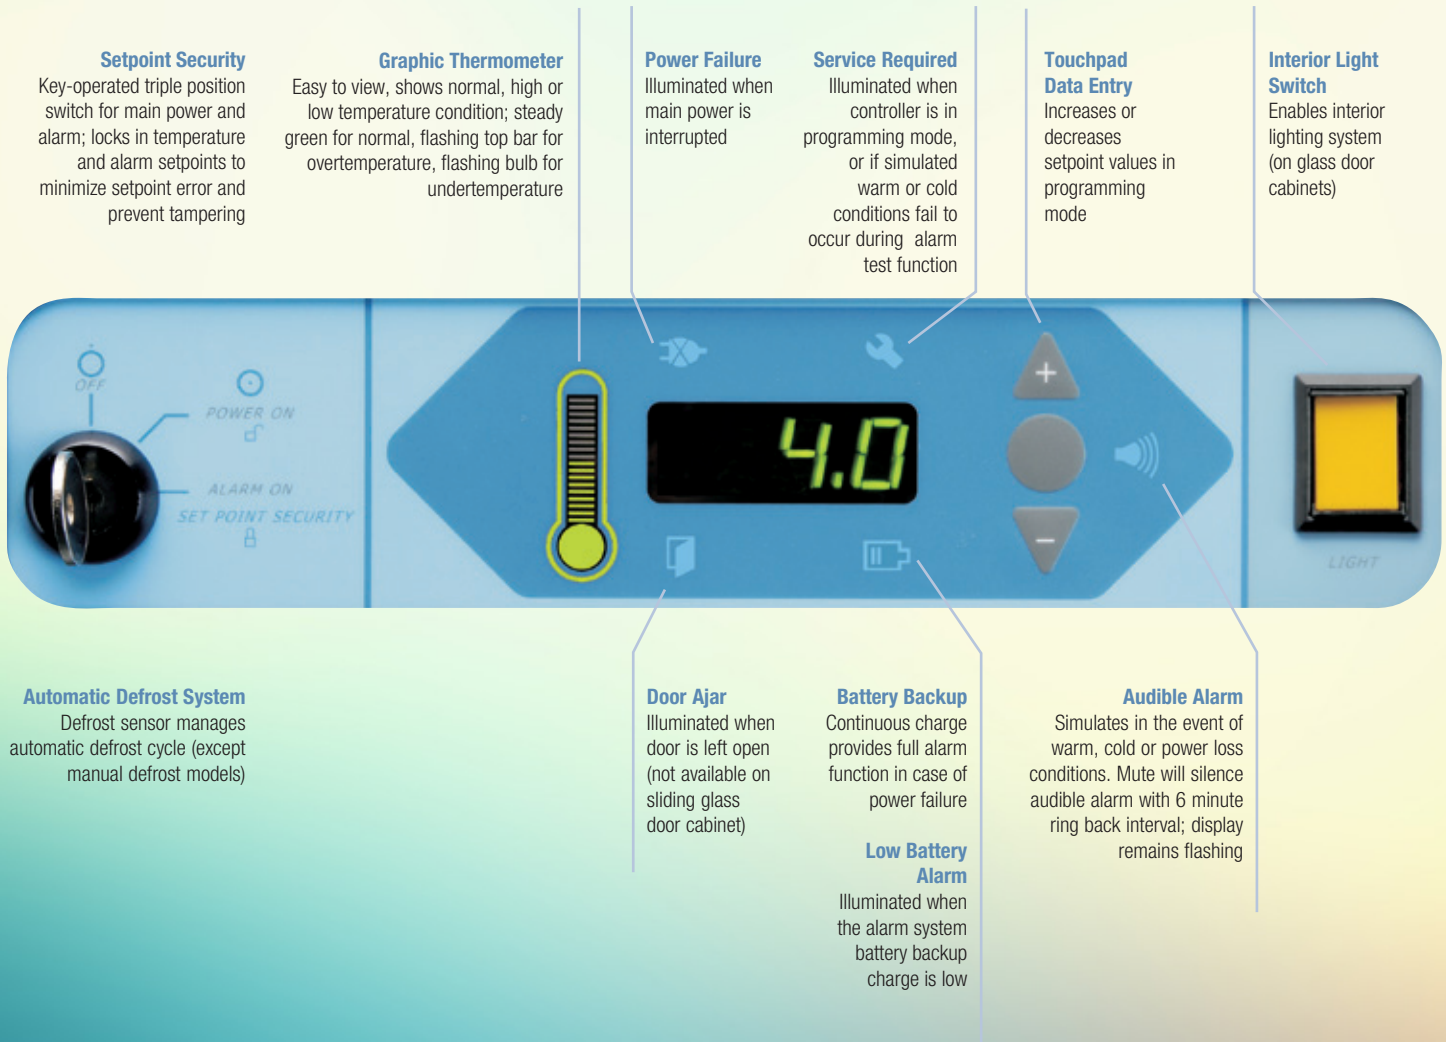 Setpoint Security
Key-operated triple position
switch for main power and
alarm; locks in temperature
and alarm setpoints to
minimize setpoint error and
prevent tampering
Graphic Thermometer
Easy to view, shows normal, high or
low temperature condition; steady
green for normal, flashing top bar for
overtemperature, flashing bulb for
undertemperature
Power Failure
Illuminated when
main power is
interrupted
Service Required
Illuminated when
controller is in
programming mode,
or if simulated
warm or cold
conditions fail to
occur during alarm
test function
Touchpad
Data Entry
Increases or
decreases
setpoint values in
programming
mode
Interior Light
Switch
Enables interior
lighting system
(on glass door
cabinets)
OFF
POWER ON
ALARM ON
SET POINT SECURITY
4.0
+
−
LIGHT
Automatic Defrost System
Defrost sensor manages
automatic defrost cycle (except
manual defrost models)
Door Ajar
Illuminated when
door is left open
(not available on
sliding glass
door cabinet)
Battery Backup
Continuous charge
provides full alarm
function in case of
power failure
Low Battery
Alarm
Illuminated when
the alarm system
battery backup
charge is low
Audible Alarm
Simulates in the event of
warm, cold or power loss
conditions. Mute will silence
audible alarm with 6 minute
ring back interval; display
remains flashing